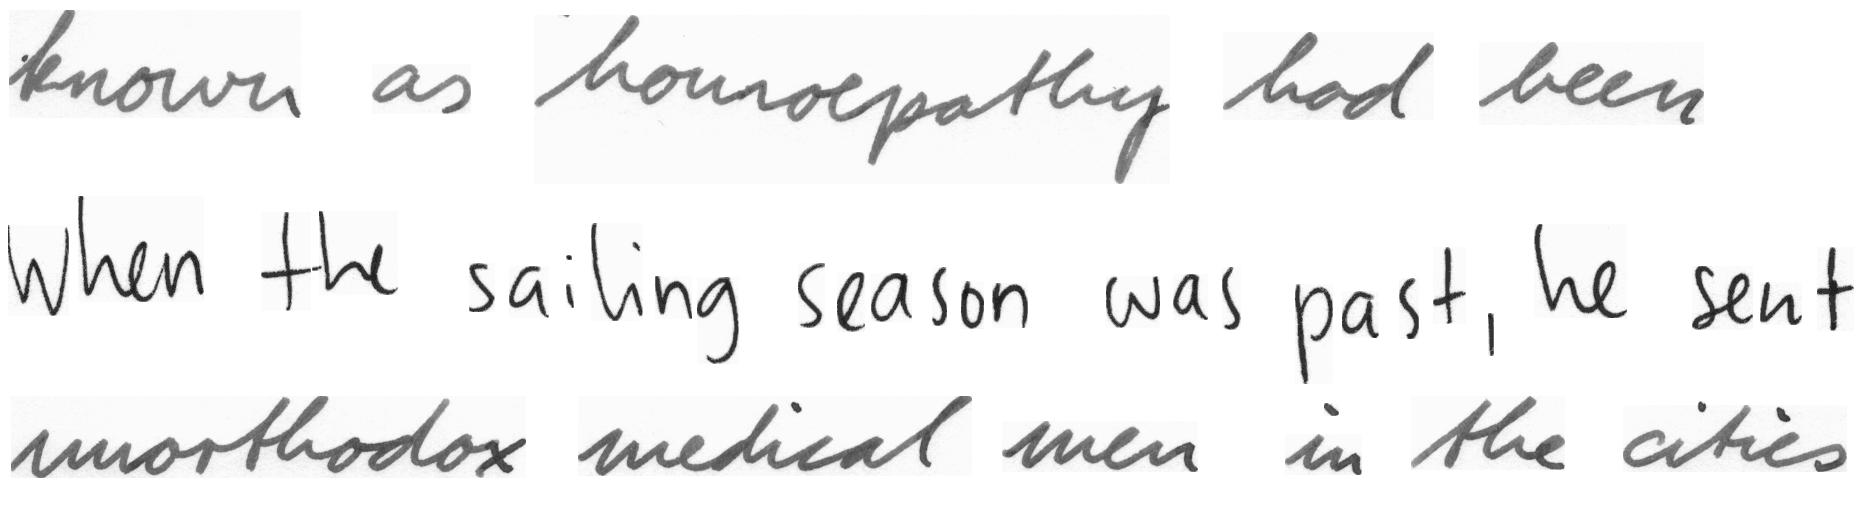 known as homoepathy had been
When the sailing season was past, he sent
unorthodox medical men in the cities